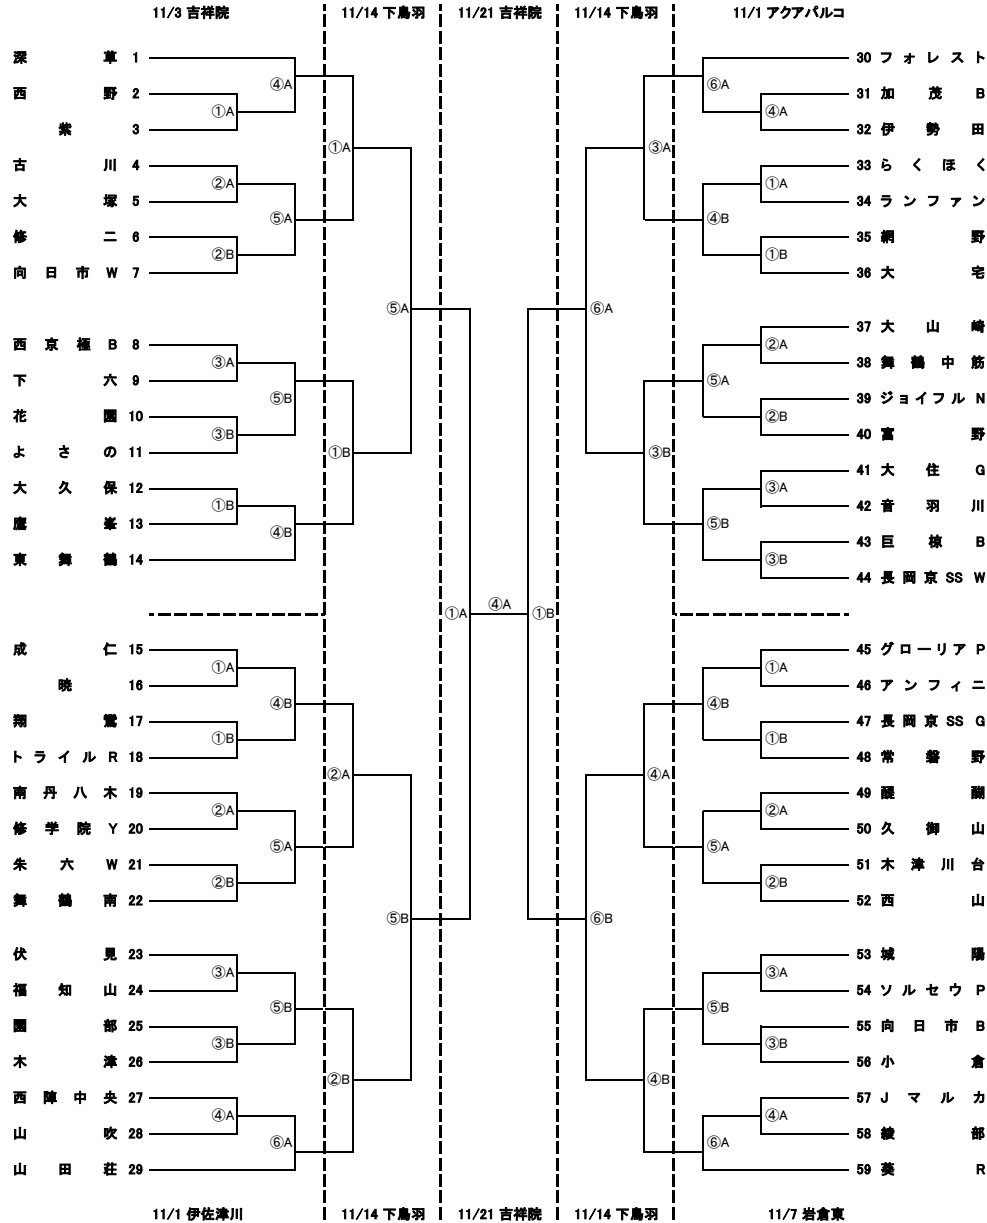 11/3 吉祥院 11/14 下鳥羽 11/21 吉祥院 11/14 下鳥羽 11/1 アクアパルコ
深草 1
西野 2
紫 3
古川 4
大塚 5
修二 6
向日市W 7
西京極B 8
下六 9
花園 10
よさの 11
大久保 12
鷹峯 13
東舞鶴 14
成仁 15
暁 16
翔鸞 17
トライルR 18
南丹八木 19
修学院Y 20
朱六W 21
舞鶴南 22
伏見 23
福知山 24
園部 25
木津 26
西陣中央 27
山吹 28
山田荘 29
④A
①A
②A
⑤A
②B
③A
⑤B
③B
①B
④B
①A
④B
①B
②A
⑤A
②B
③A
⑤B
③B
④A
⑥A
①A
①B
②A
②B
⑤A
⑤B
①A
④A
①B
⑥A
⑥B
③A
③B
④A
④B
⑥A
④A
①A
④B
①B
②A
⑤A
②B
③A
⑤B
③B
①A
④B
①B
②A
⑤A
②B
③A
⑤B
③B
④A
⑥A
30 フォレスト
31 加茂B
32 伊勢田
33 らくほく
34 ランファン
35 網野
36 大宅
37 大山崎
38 舞鶴中筋
39 ジョイフルN
40 富野
41 大住G
42 音羽川
43 巨椋B
44 長岡京SSW
45 グローリアP
46 アンフィニ
47 長岡京SSG
48 常磐野
49 醍醐
50 久御山
51 木津川台
52 西山
53 城陽
54 ソルセウP
55 向日市B
56 小倉
57 Jマルカ
58 綾部
59 葵R
11/1 伊佐津川 11/14 下鳥羽 11/21 吉祥院 11/14 下鳥羽 11/7 岩倉東